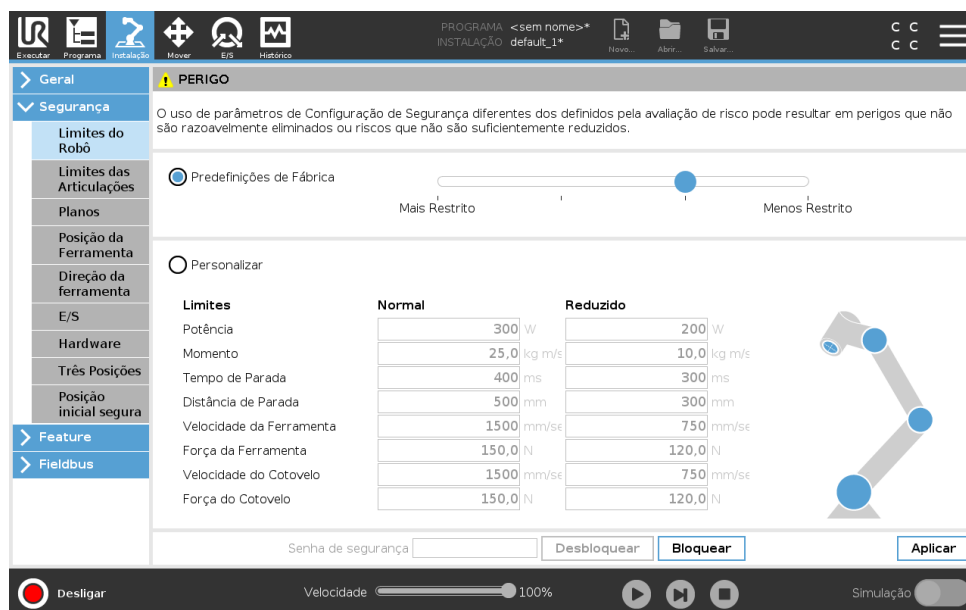 UR
Executar
Programa
Instalação
Mover
E/S
Histórico
PROGRAMA <sem nome>*
INSTALAÇÃO default_1*
Novo...
Abrir...
Salvar...
C C
C C
Geral
Segurança
Limites do
Robô
Limites das
Articulações
Planos
Posição da
Ferramenta
Direção da
ferramenta
E/S
Hardware
Três Posições
Posição
inicial segura
Feature
Fieldbus
PERIGO
O uso de parâmetros de Configuração de Segurança diferentes dos definidos pela avaliação de risco pode resultar em perigos que não
são razoavelmente eliminados ou riscos que não são suficientemente reduzidos.
Predefinições de Fábrica
Mais Restrito Menos Restrito
Personalizar
Limites Normal Reduzido
Potência 300 W 200 W
Momento 25,0 kg m/s 10,0 kg m/s
Tempo de Parada 400 ms 300 ms
Distância de Parada 500 mm 300 mm
Velocidade da Ferramenta 1500 mm/se 750 mm/se
Força da Ferramenta 150,0 N 120,0 N
Velocidade do Cotovelo 1500 mm/se 750 mm/se
Força do Cotovelo 150,0 N 120,0 N
Senha de segurança Desbloquear Bloquear Aplicar
Desligar Velocidade 100% Simulação